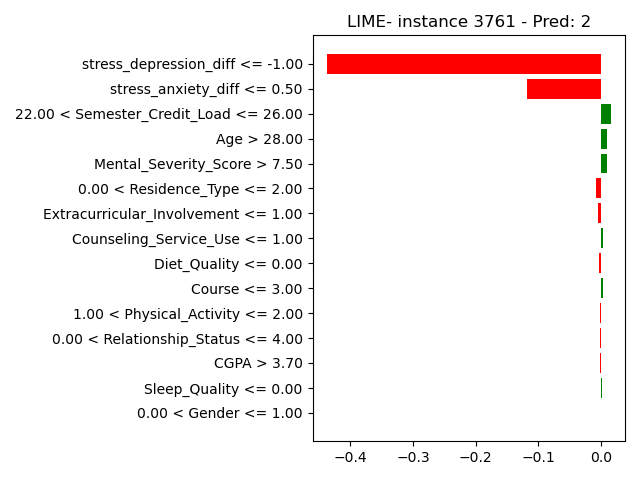 LIME- instance 3761 - Pred: 2
stress_depression_diff <= -1.00
stress_anxiety_diff <= 0.50
22.00 < Semester_Credit_Load <= 26.00
Age > 28.00
Mental_Severity_Score > 7.50
0.00 < Residence_Type <= 2.00
Extracurricular_Involvement <= 1.00
Counseling_Service_Use <= 1.00
Diet_Quality <= 0.00
Course <= 3.00
1.00 < Physical_Activity <= 2.00
0.00 < Relationship_Status <= 4.00
CGPA > 3.70
Sleep_Quality <= 0.00
0.00 < Gender <= 1.00
−0.4 −0.3 −0.2 −0.1 0.0